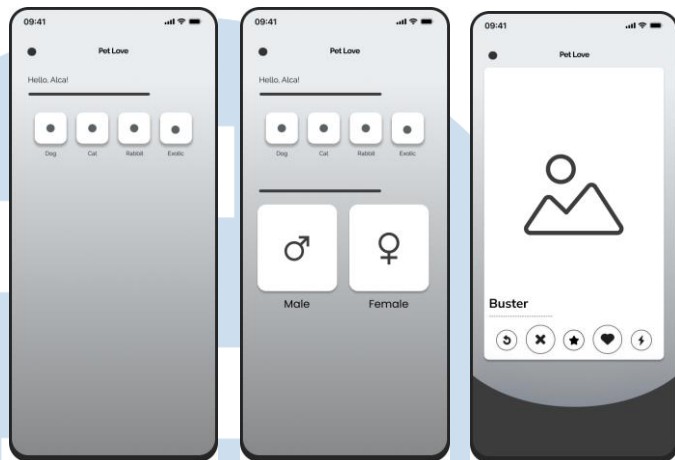 09:41
Pet Love
Hello, Alca!
Dog Cat Rabbit Exotic
09:41
Pet Love
Hello, Alca!
Dog Cat Rabbit Exotic
Male Female
09:41
Pet Love
Buster